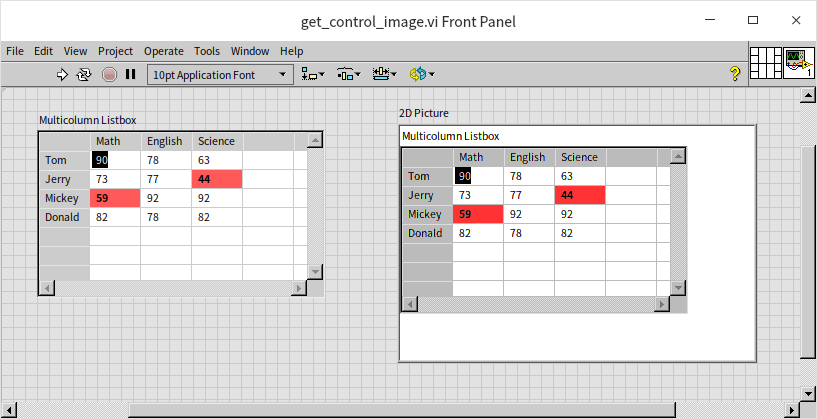 get_control_image.vi Front Panel
File Edit View Project Operate Tools Window Help
10pt Application Font
?
1
Multicolumn Listbox
Math English Science
Tom 90 78 63
Jerry 73 77 44
Mickey 59 92 92
Donald 82 78 82
2D Picture
Multicolumn Listbox
Math English Science
Tom 90 78 63
Jerry 73 77 44
Mickey 59 92 92
Donald 82 78 82